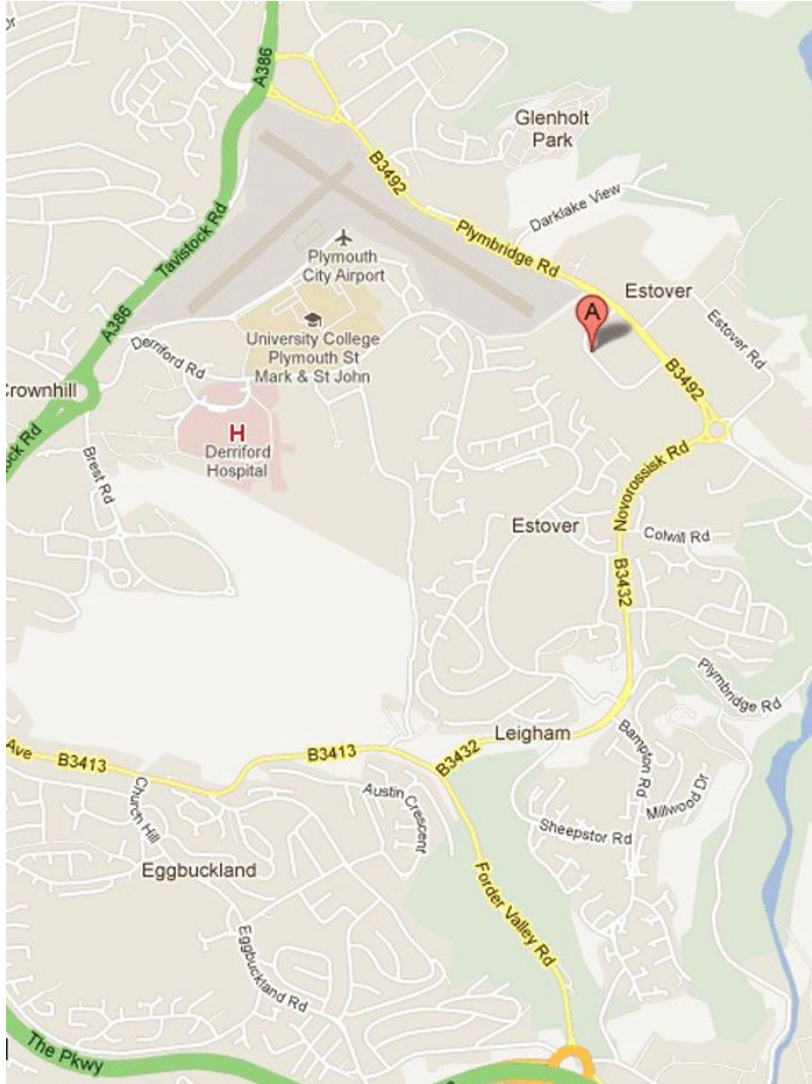 A386
Glenholt
Park
B3492
Darklake View
Tavistock Rd
Plymbridge Rd
Plymouth
City Airport
Estover
A
A386
University College
Plymouth St
Mark & St John
Estover Rd
Derriford Rd
B3492
Crownhill
H
Derriford
Hospital
ock Rd
Brest Rd
Novorossisk Rd
Estover
Colwill Rd
B3432
Plymbridge Rd
Leigham
Ave
B3413
B3413
B3432
Bampton Rd
Church Hill
Austin Crescent
Millwood Dr
Sheepstor Rd
Eggbuckland
Forder Valley Rd
Eggbuckland Rd
The Pkwy